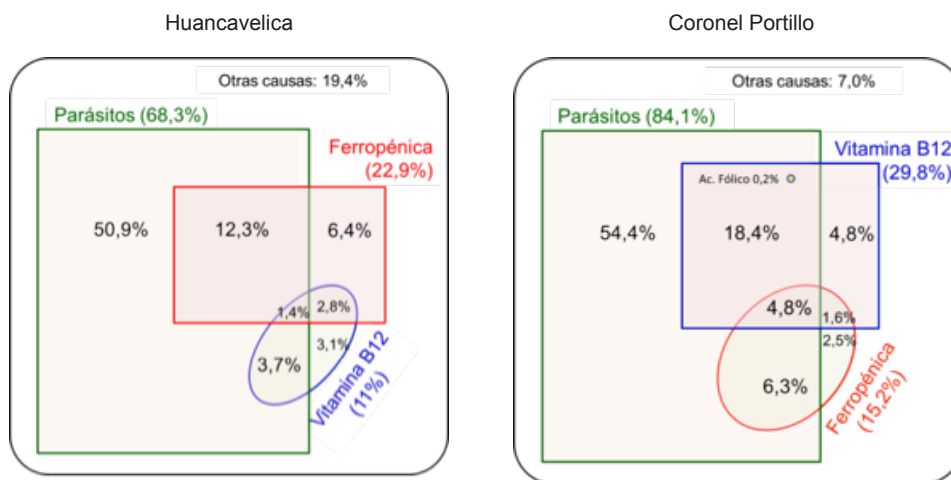 Huancavelica
Otras causas: 19,4%
Parásitos (68,3%)
Ferropénica
(22,9%)
50,9%
12,3%
6,4%
1,4%
2,8%
3,1%
3,7%
Vitamina B12
(11%)
Coronel Portillo
Otras causas: 7,0%
Parásitos (84,1%)
Vitamina B12
(29,8%)
Ac. Fólico 0,2%
54,4%
18,4%
4,8%
4,8%
1,6%
2,5%
6,3%
Ferropénica
(15,2%)